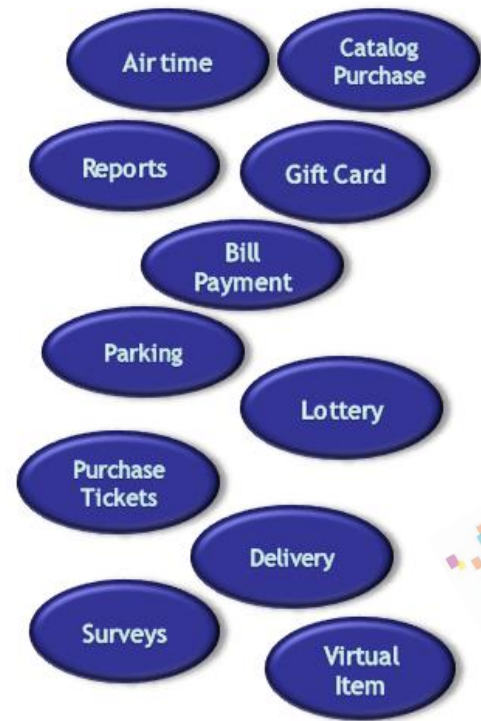 Air time
Catalog
Purchase
Reports
Gift Card
Bill
Payment
Parking
Lottery
Purchase
Tickets
Delivery
Surveys
Virtual
Item